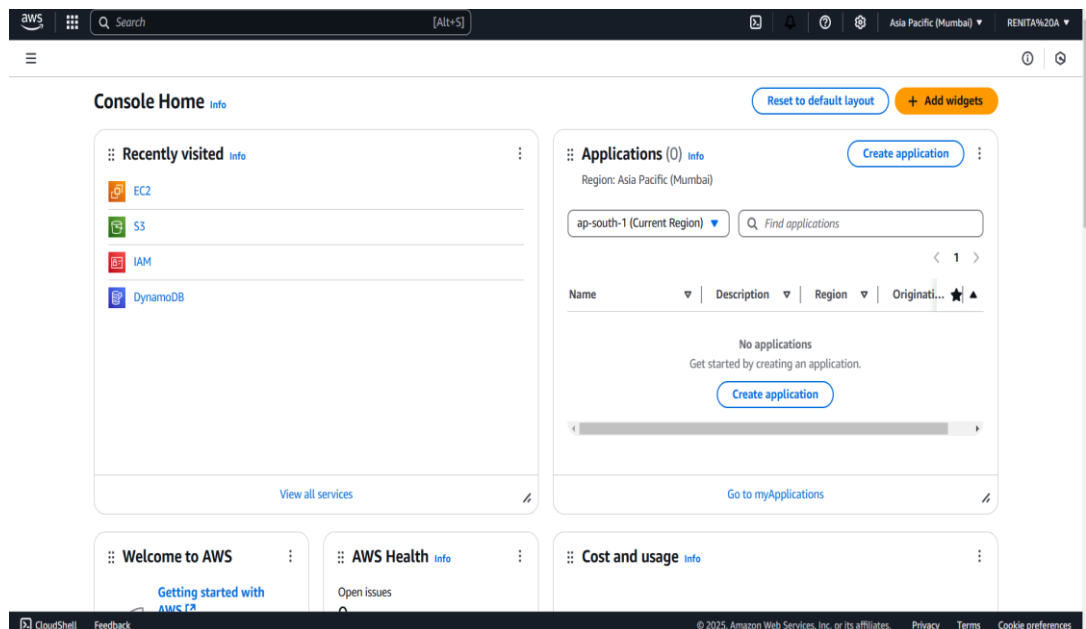 aws
Search [Alt+S]
Asia Pacific (Mumbai) ▼
RENITA%20A ▼
Console Home Info
Reset to default layout
+ Add widgets
Recently visited Info
EC2
S3
IAM
DynamoDB
View all services
Applications (0) Info
Create application
Region: Asia Pacific (Mumbai)
ap-south-1 (Current Region) ▼
Find applications
1
Name
Description
Region
Originati...
No applications
Get started by creating an application.
Create application
Go to myApplications
Welcome to AWS
Getting started with
AWS
AWS Health Info
Open issues
Cost and usage Info
CloudShell
Feedback
© 2025, Amazon Web Services, Inc. or its affiliates.
Privacy
Terms
Cookie preferences